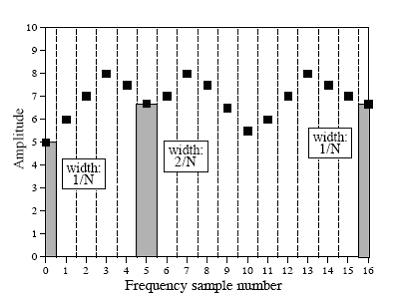 10
9
8
7
6
5
4
3
2
1
0
Amplitude
width:
1/N
width:
2/N
width:
1/N
0 1 2 3 4 5 6 7 8 9 10 11 12 13 14 15 16
Frequency sample number